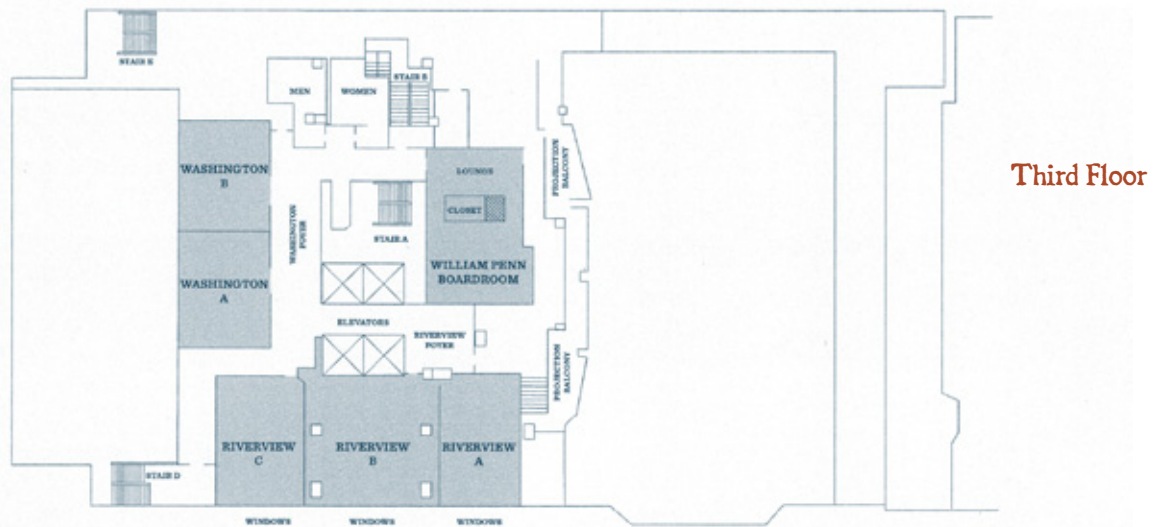 STAIR E
MEN
WOMEN
STAIR B
WASHINGTON
B
LOUNGE
PROJECTION
BALCONY
Third Floor
CLOSET
WASHINGTON
FOYER
STAIR A
WILLIAM PENN
BOARDROOM
WASHINGTON
A
ELEVATORS
RIVERVIEW
FOYER
PROJECTION
BALCONY
RIVERVIEW
C
RIVERVIEW
B
RIVERVIEW
A
STAIR D
WINDOWS
WINDOWS
WINDOWS